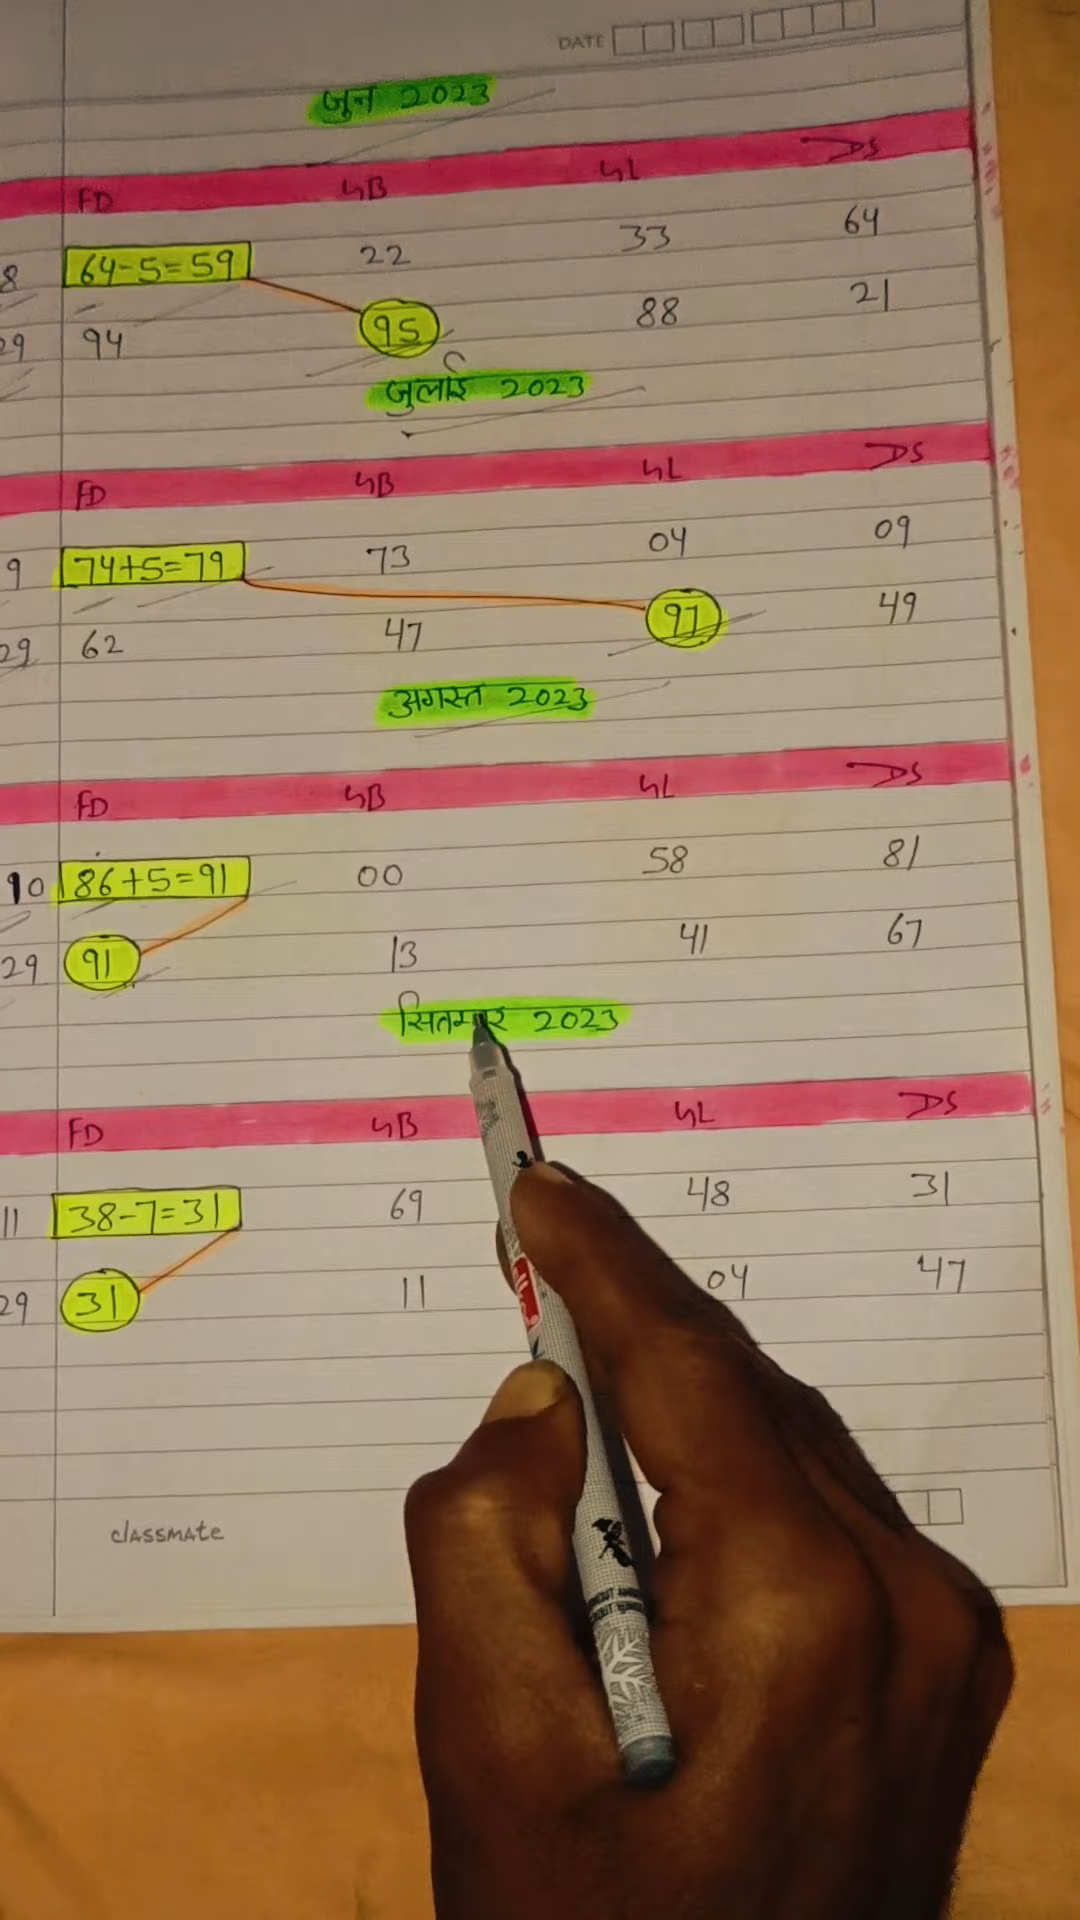 DATE
जून 2023
FD GB GL DS
8 64-5=59 22 33 64
29 94 95 88 21
जुलाई 2023
FD GB GL DS
9 74+5=79 73 04 09
29 62 47 97 49
अगस्त 2023
FD GB GL DS
10 86+5=91 00 58 81
29 91 13 41 67
सितम्बर 2023
FD GB GL DS
11 38-7=31 69 48 31
29 31 11 04 47
classmate